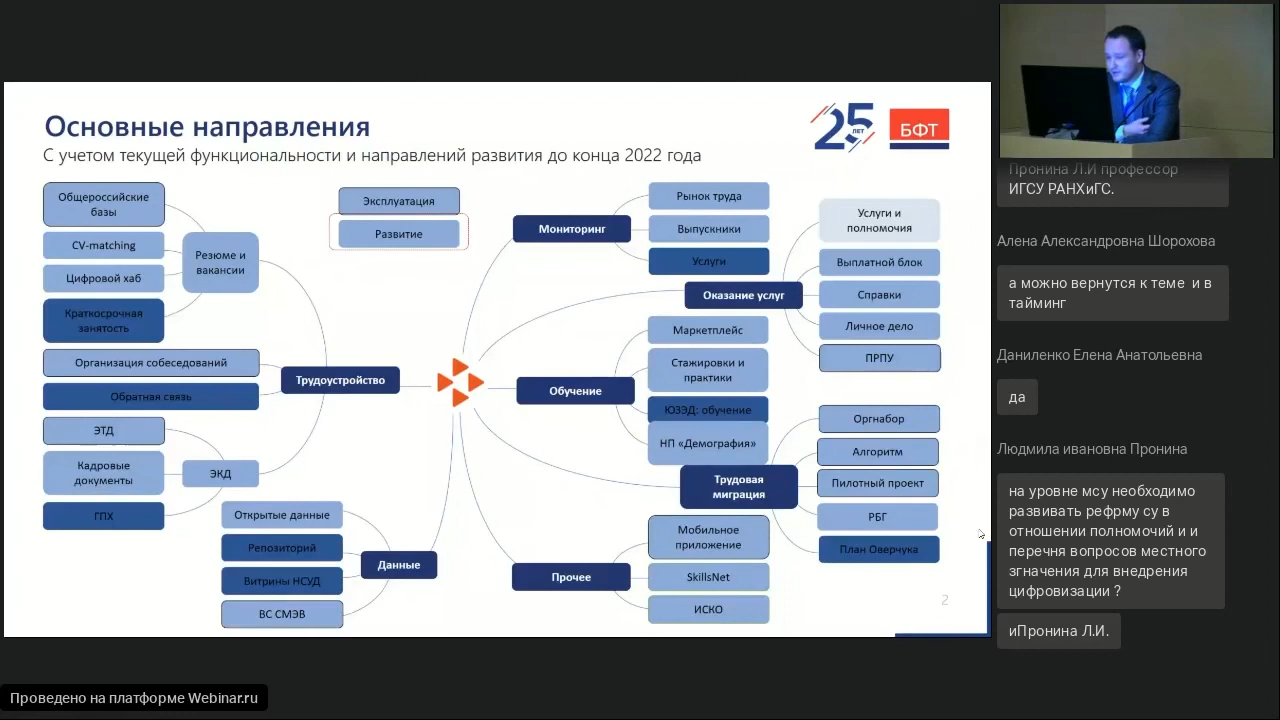 Основные направления
С учетом текущей функциональности и направлений развития до конца 2022 года
25
ЛЕТ
БФТ
Общероссийские
базы
CV-matching
Цифровой хаб
Краткосрочная
занятость
Резюме и
вакансии
Организация собеседований
Обратная связь
Трудоустройство
ЭТД
Кадровые
документы
ГПХ
ЭКД
Эксплуатация
Развитие
Открытые данные
Репозиторий
Витрины НСУД
ВС СМЭВ
Данные
Мониторинг
Рынок труда
Выпускники
Услуги
Оказание услуг
Услуги и
полномочия
Выплатной блок
Справки
Личное дело
ПРПУ
Обучение
Маркетплейс
Стажировки и
практики
ЮЗЭД: обучение
НП «Демография»
Трудовая
миграция
Оргнабор
Алгоритм
Пилотный проект
РБГ
План Оверчука
Прочее
Мобильное
приложение
SkillsNet
ИСКО
2
Пронина Л.И профессор
ИГСУ РАНХиГС.
Алена Александровна Шорохова
а можно вернутся к теме и в
тайминг
Даниленко Елена Анатольевна
да
Людмила ивановна Пронина
на уровне мсу необходимо
развивать рефрму су в
отношении полномочий и и
перечня вопросов местного
згначения для внедрения
цифровизации ?
иПронина Л.И.
Проведено на платформе Webinar.ru